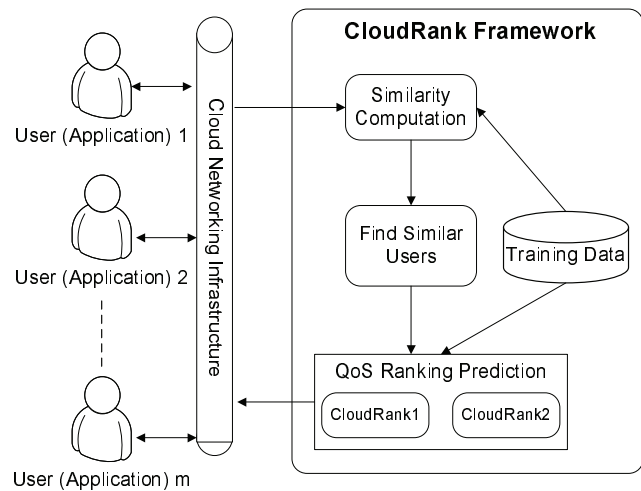 CloudRank Framework
User (Application) 1
User (Application) 2
User (Application) m
Cloud Networking Infrastructure
Similarity
Computation
Find Similar
Users
Training Data
QoS Ranking Prediction
CloudRank1
CloudRank2